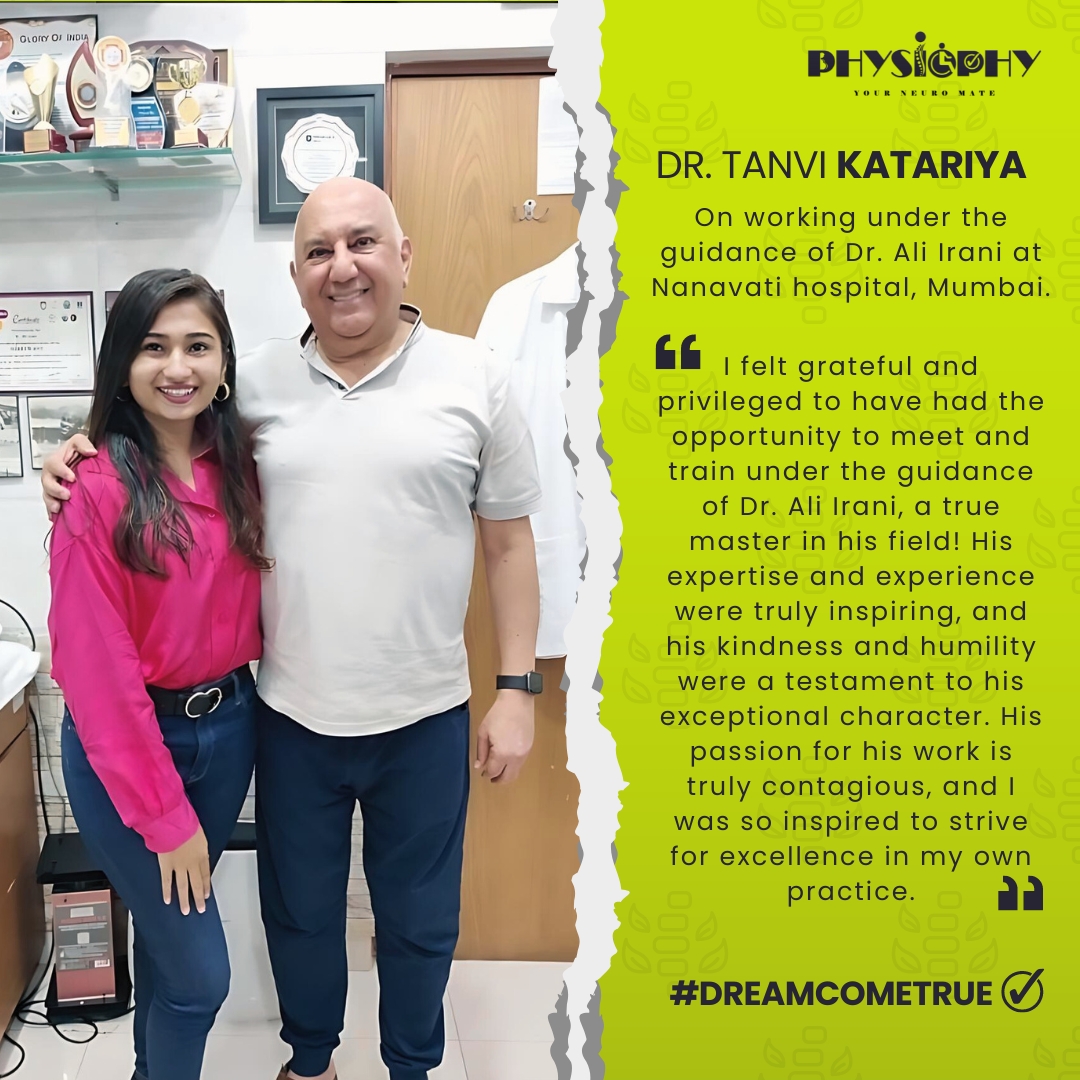 GLORY OF INDIA
PHYSIOPHY
YOUR NEURO MATE
DR. TANVI KATARIYA
On working under the
guidance of Dr. Ali Irani at
Nanavati hospital, Mumbai.
“ I felt grateful and
privileged to have had the
opportunity to meet and
train under the guidance
of Dr. Ali Irani, a true
master in his field! His
expertise and experience
were truly inspiring, and
his kindness and humility
were a testament to his
exceptional character. His
passion for his work is
truly contagious, and I
was so inspired to strive
for excellence in my own
practice. ”
#DREAMCOMETRUE